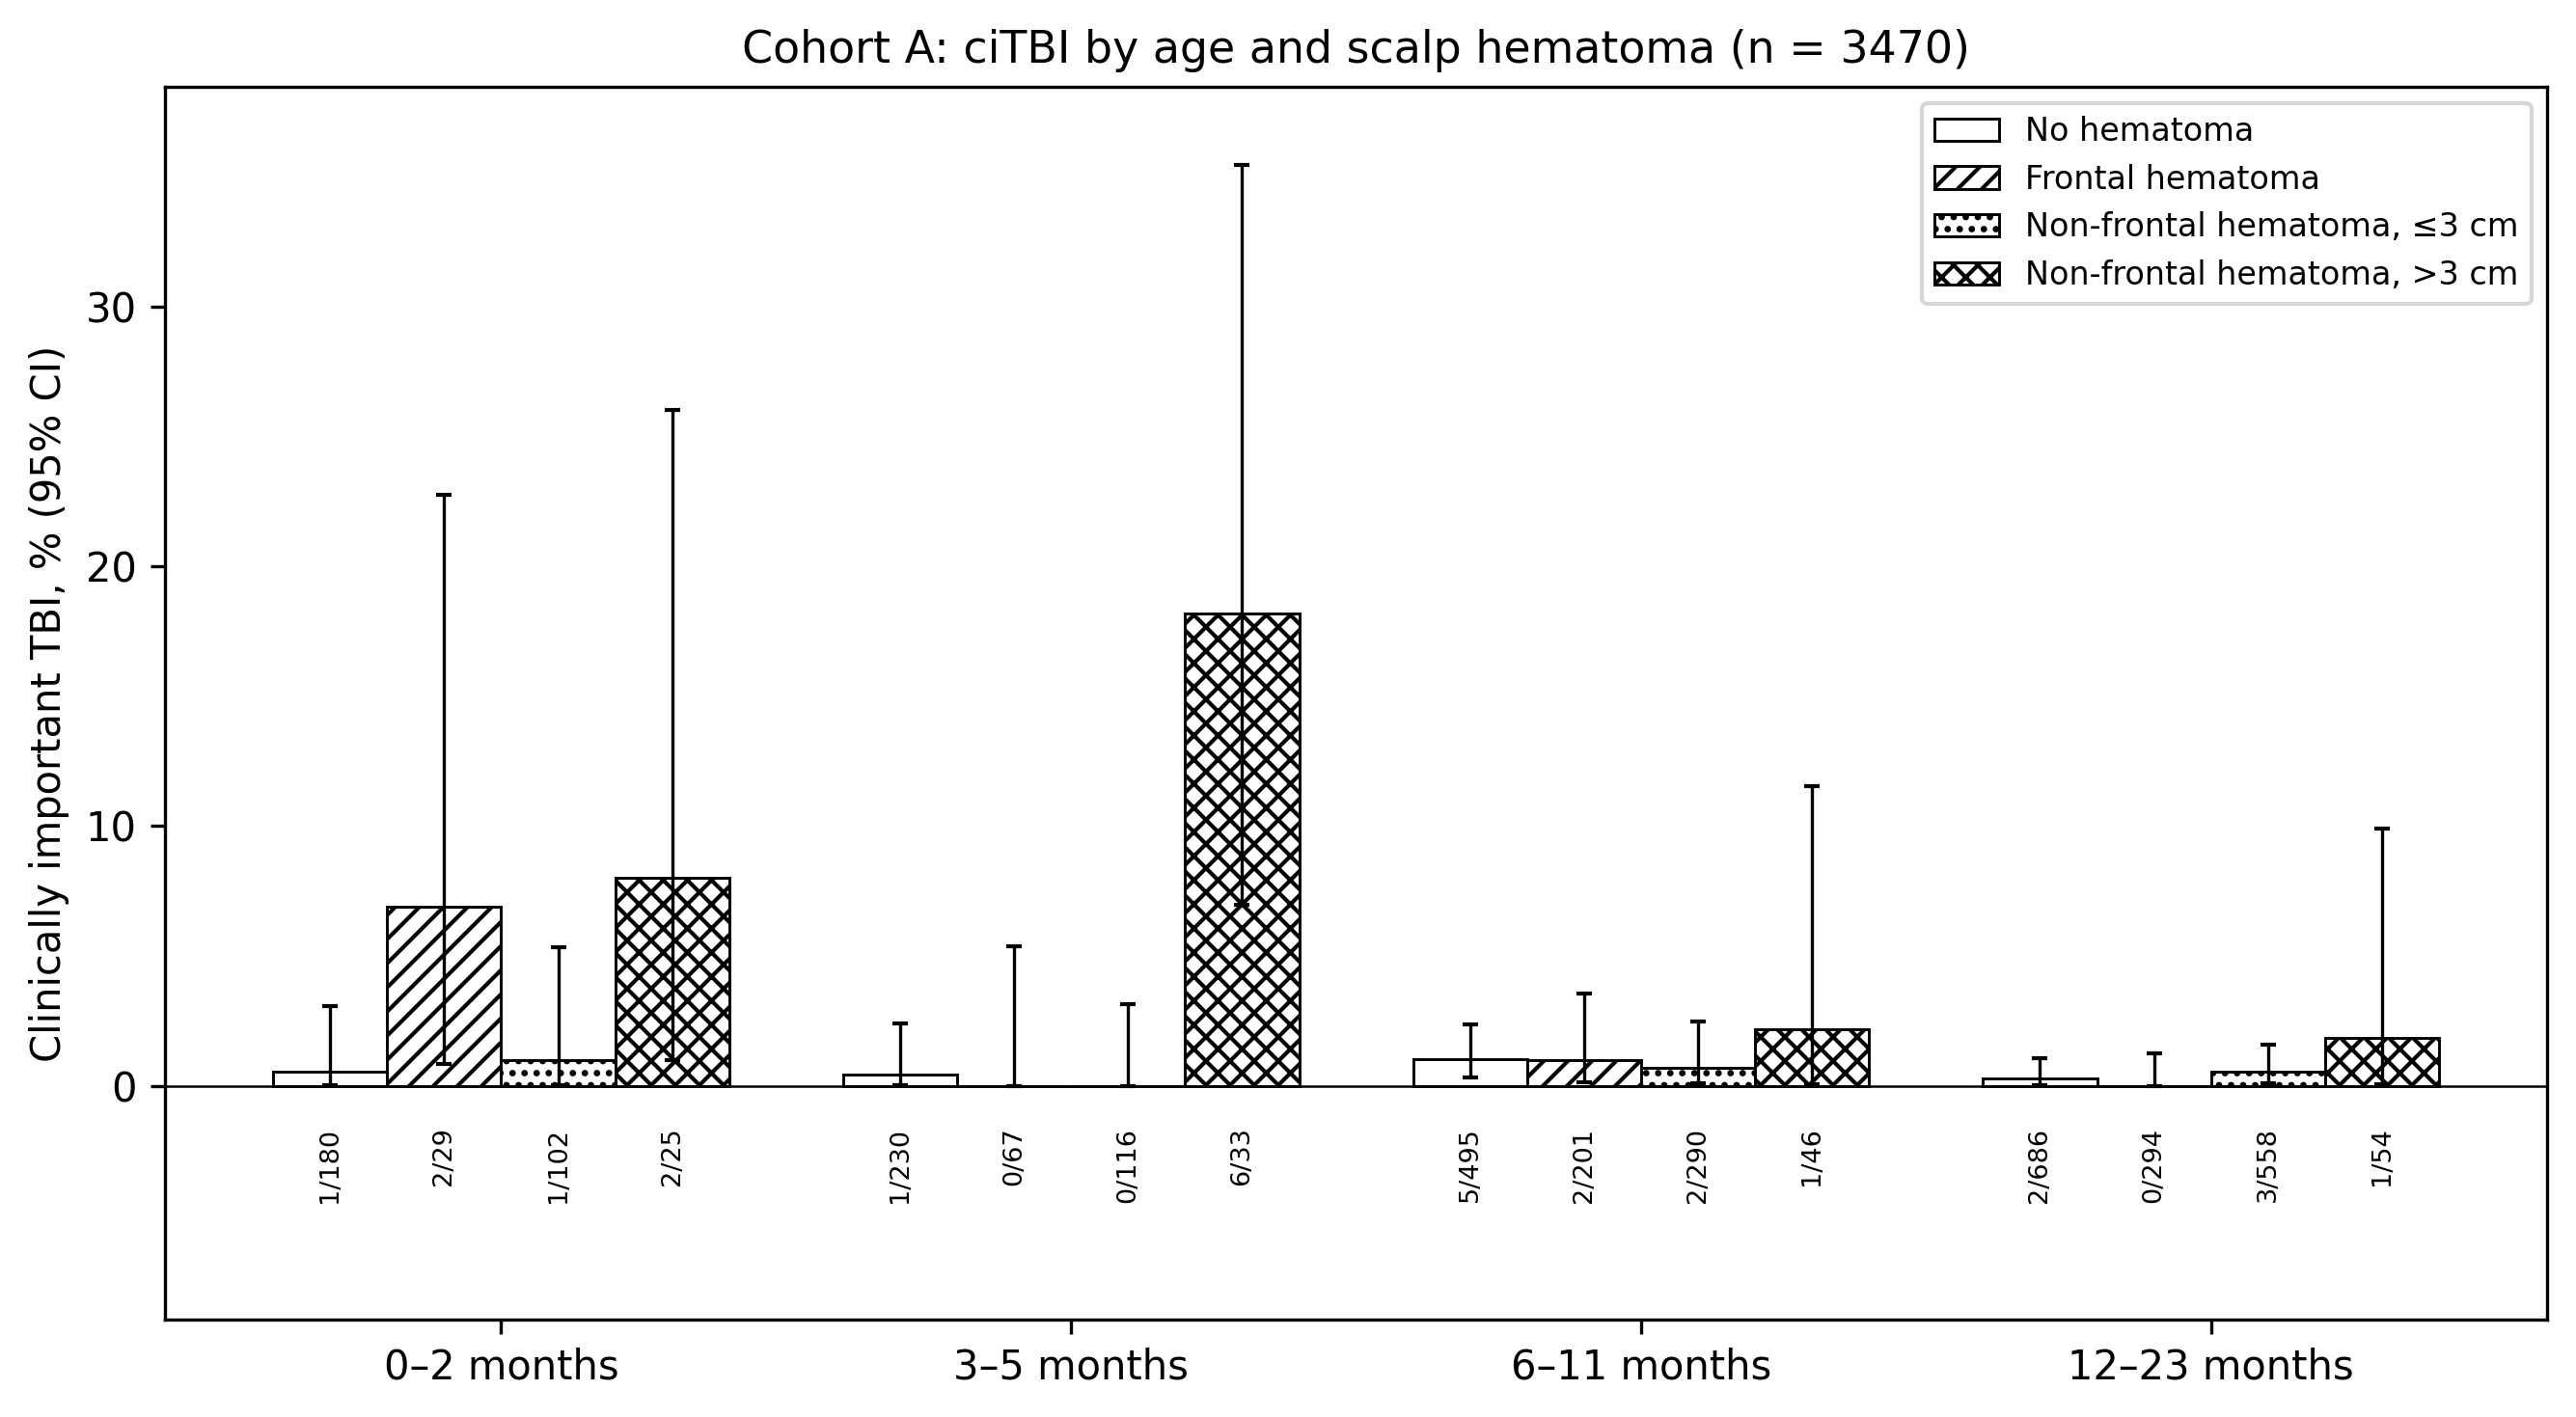 Cohort A: ciTBI by age and scalp hematoma (n = 3470)
Clinically important TBI, % (95% CI)
30
20
10
0
No hematoma
Frontal hematoma
Non-frontal hematoma, ≤3 cm
Non-frontal hematoma, >3 cm
1/180
2/29
1/102
2/25
1/230
0/67
0/116
6/33
5/495
2/201
2/290
1/46
2/686
0/294
3/558
1/54
0–2 months
3–5 months
6–11 months
12–23 months